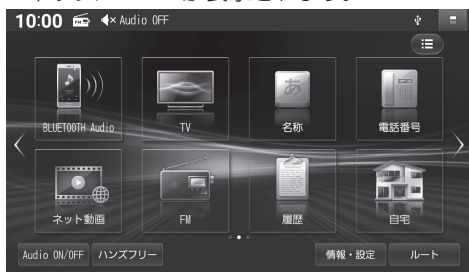 10:00 Audio OFF
BLUETOOTH Audio TV 名称 電話番号
ネット動画 FM 履歴 自宅
Audio ON/OFF ハンズフリー 情報・設定 ルート